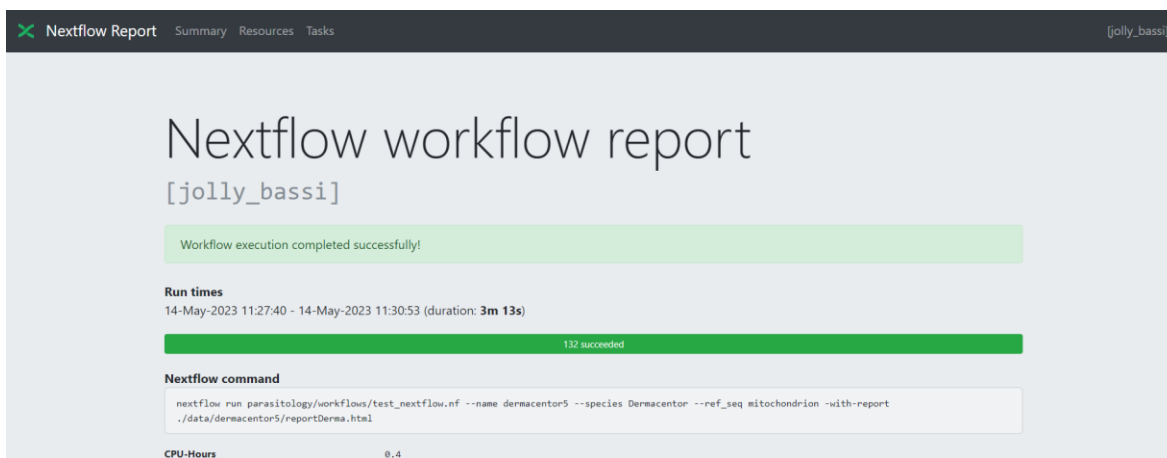 Nextflow Report Summary Resources Tasks [jolly_bassi]
Nextflow workflow report
[jolly_bassi]
Workflow execution completed successfully!
Run times
14-May-2023 11:27:40 - 14-May-2023 11:30:53 (duration: 3m 13s)
132 succeeded
Nextflow command
nextflow run parasitology/workflows/test_nextflow.nf --name dermacentor5 --species Dermacentor --ref_seq mitochondrion -with-report
./data/dermacentor5/reportDerma.html
CPU-Hours 0.4